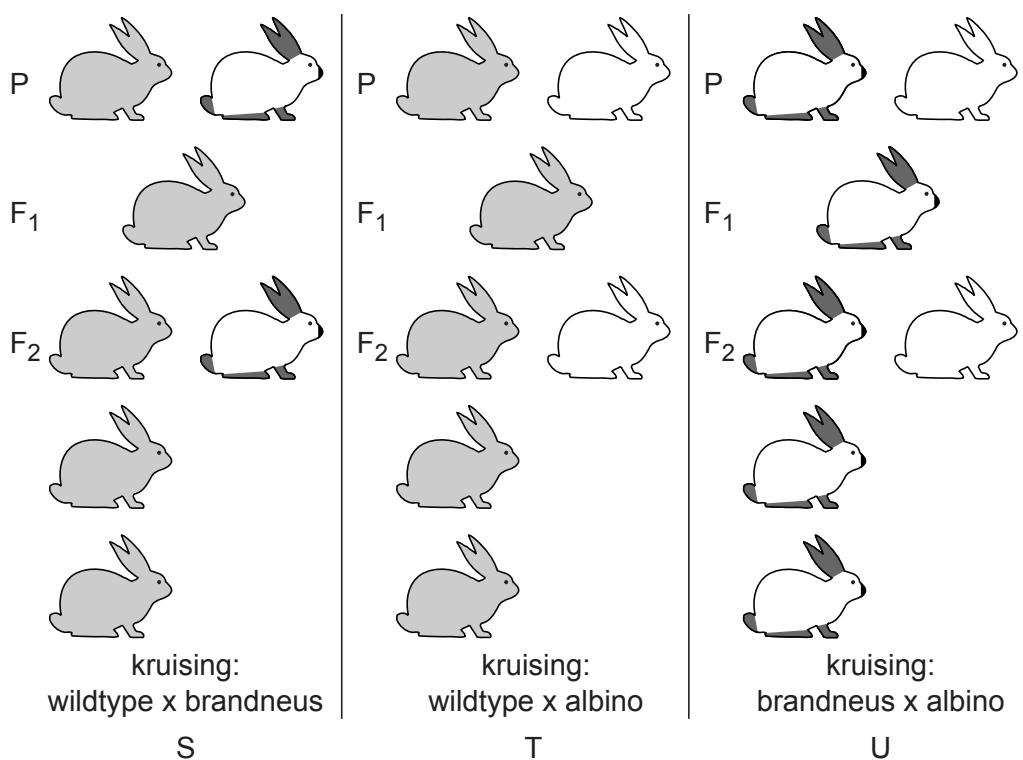 P
P
P
F1
F1
F1
F2
F2
F2
kruising:
wildtype x brandneus
kruising:
wildtype x albino
kruising:
brandneus x albino
S
T
U